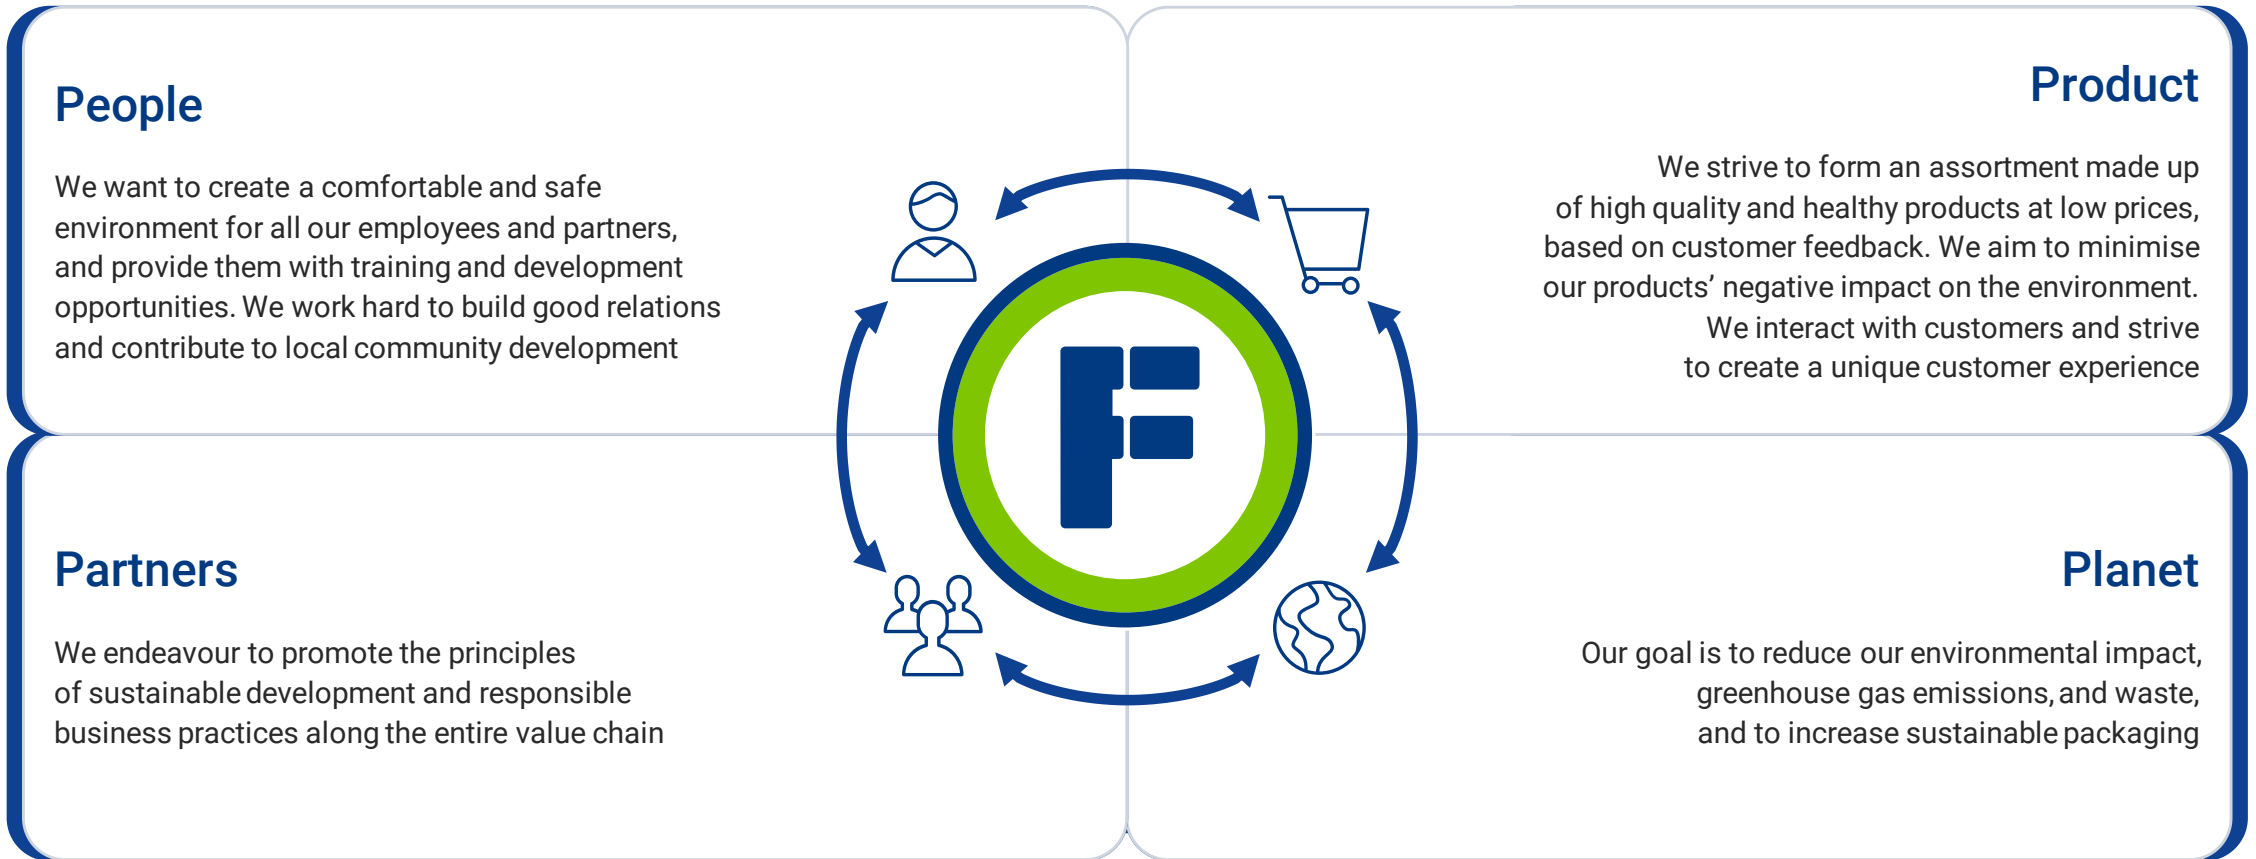 People
We want to create a comfortable and safe
environment for all our employees and partners,
and provide them with training and development
opportunities. We work hard to build good relations
and contribute to local community development
Product
We strive to form an assortment made up
of high quality and healthy products at low prices,
based on customer feedback. We aim to minimise
our products’ negative impact on the environment.
We interact with customers and strive
to create a unique customer experience
F
Partners
We endeavour to promote the principles
of sustainable development and responsible
business practices along the entire value chain
Planet
Our goal is to reduce our environmental impact,
greenhouse gas emissions, and waste,
and to increase sustainable packaging